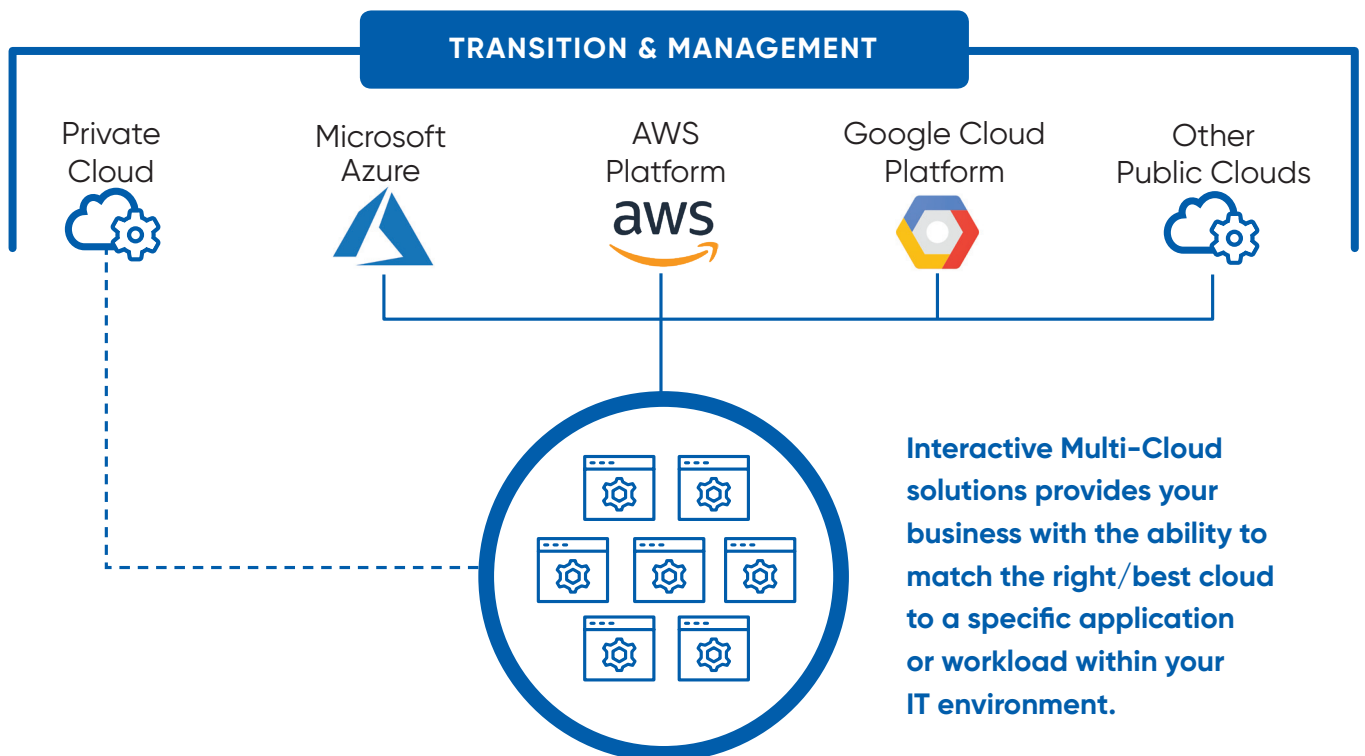 TRANSITION & MANAGEMENT
Private
Cloud
Microsoft
Azure
AWS
Platform
aws
Google Cloud
Platform
Other
Public Clouds
Interactive Multi-Cloud
solutions provides your
business with the ability to
match the right/best cloud
to a specific application
or workload within your
IT environment.